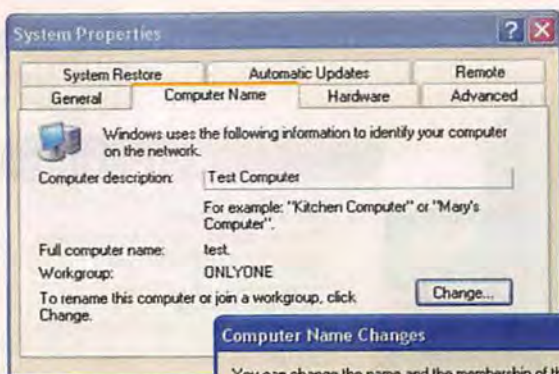 System Properties
System Restore Automatic Updates Remote
General Computer Name Hardware Advanced
Windows uses the following information to identify your computer
on the network.
Computer description: Test Computer
For example: "Kitchen Computer" or "Mary's
Computer".
Full computer name: test.
Workgroup: ONLYONE
To rename this computer or join a workgroup, click
Change.
Change...
Computer Name Changes
You can change the name and the membership of